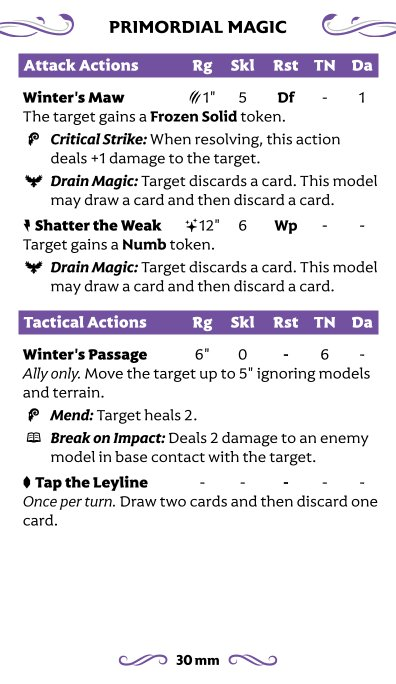 PRIMORDIAL MAGIC
Attack Actions Rg Skl Rst TN Da
Winter's Maw 1" 5 Df - 1
The target gains a Frozen Solid token.
Critical Strike: When resolving, this action
deals +1 damage to the target.
Drain Magic: Target discards a card. This model
may draw a card and then discard a card.
Shatter the Weak 12" 6 Wp - -
Target gains a Numb token.
Drain Magic: Target discards a card. This model
may draw a card and then discard a card.
Tactical Actions Rg Skl Rst TN Da
Winter's Passage 6" 0 - 6 -
Ally only. Move the target up to 5" ignoring models
and terrain.
Mend: Target heals 2.
Break on Impact: Deals 2 damage to an enemy
model in base contact with the target.
Tap the Leyline - - - - -
Once per turn. Draw two cards and then discard one
card.
30 mm